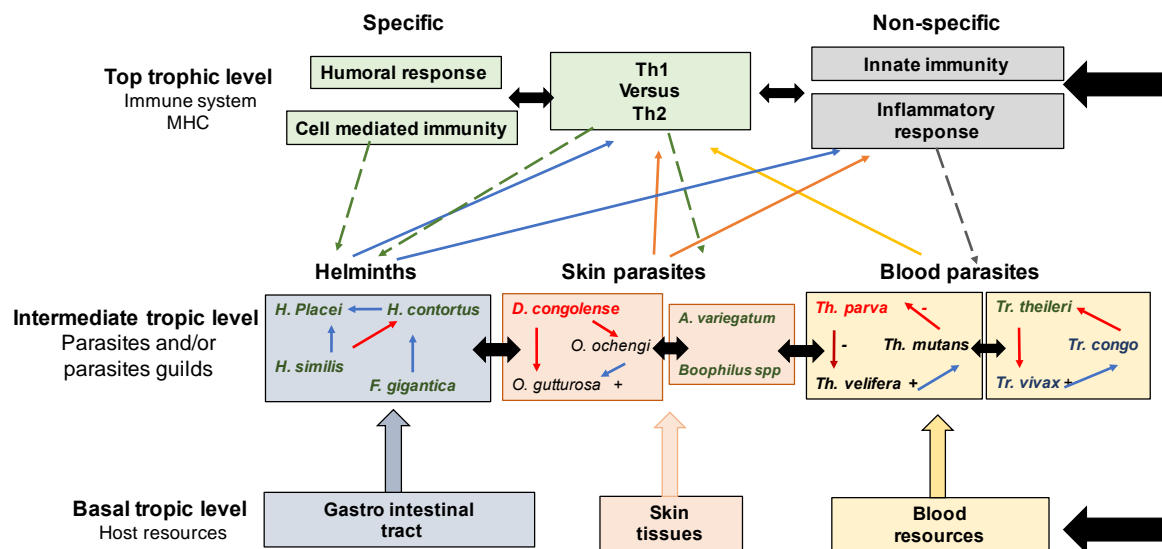 Specific
Non-specific
Top trophic level
Immune system
MHC
Humoral response
Cell mediated immunity
Th1
Versus
Th2
Innate immunity
Inflammatory
response
Helminths
Skin parasites
Blood parasites
Intermediate tropic level
Parasites and/or
parasites guilds
H. Placei
H. contortus
H. similis
F. gigantica
D. congolense
O. ochengi
O. gutturosa +
A. variegatum
Boophilus spp
Th. parva -
- Th. mutans
Th. velifera +
Tr. theileri
Tr. congo
Tr. vivax +
Basal tropic level
Host resources
Gastro intestinal
tract
Skin
tissues
Blood
resources